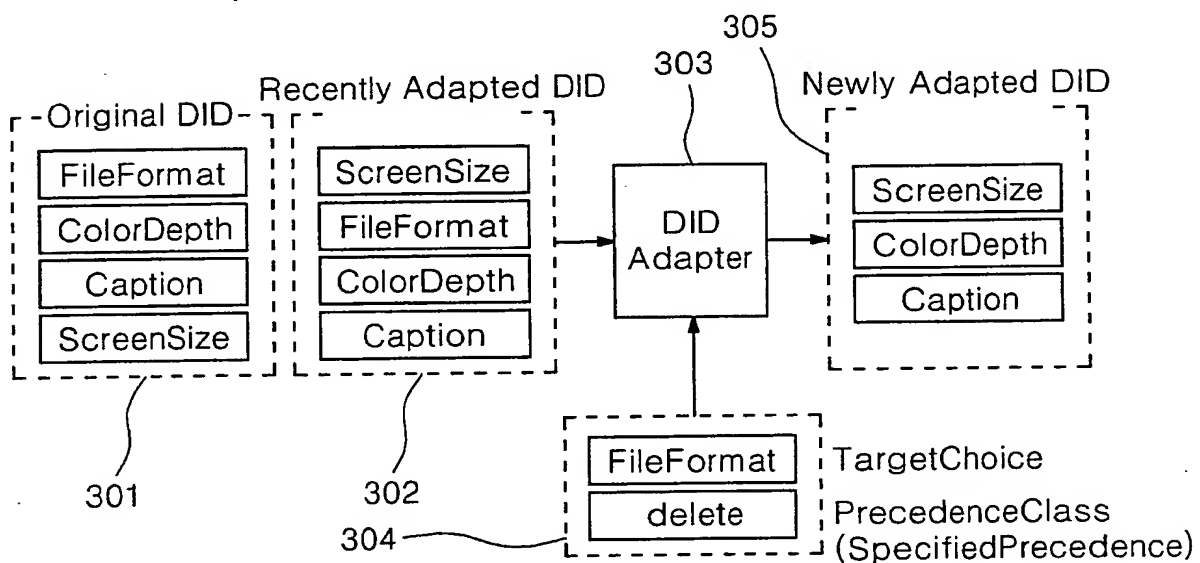 305
303
Recently Adapted DID
Newly Adapted DID
Original DID
FileFormat
ColorDepth
Caption
ScreenSize
ScreenSize
FileFormat
ColorDepth
Caption
DID
Adapter
ScreenSize
ColorDepth
Caption
301
302
FileFormat
TargetChoice
delete
PrecedenceClass
(SpecifiedPrecedence)
304